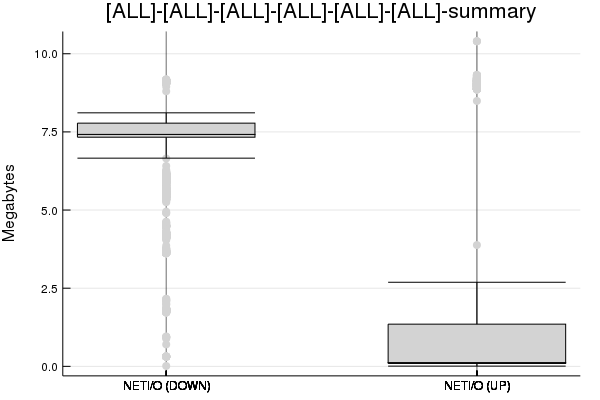 [ALL]-[ALL]-[ALL]-[ALL]-[ALL]-[ALL]-summary
Megabytes
10.0
7.5
5.0
2.5
0.0
NETI/O (DOWN)
NETI/O (UP)